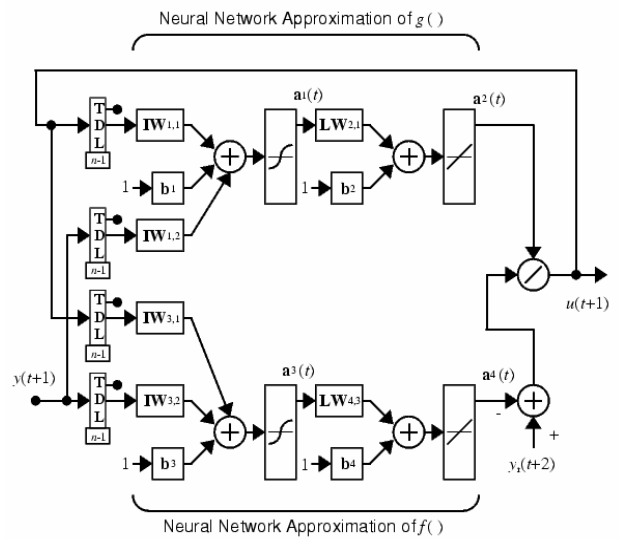 Neural Network Approximation of g ( )
a1(t)
a2(t)
T
D
L
n-1
IW1,1
LW2,1
1
b1
1
b2
T
D
L
n-1
IW1,2
u(t+1)
T
D
L
n-1
IW3,1
y(t+1)
a3(t)
a4(t)
T
D
L
n-1
IW3,2
LW4,3
-
+
1
b3
1
b4
yr(t+2)
Neural Network Approximation of f ( )